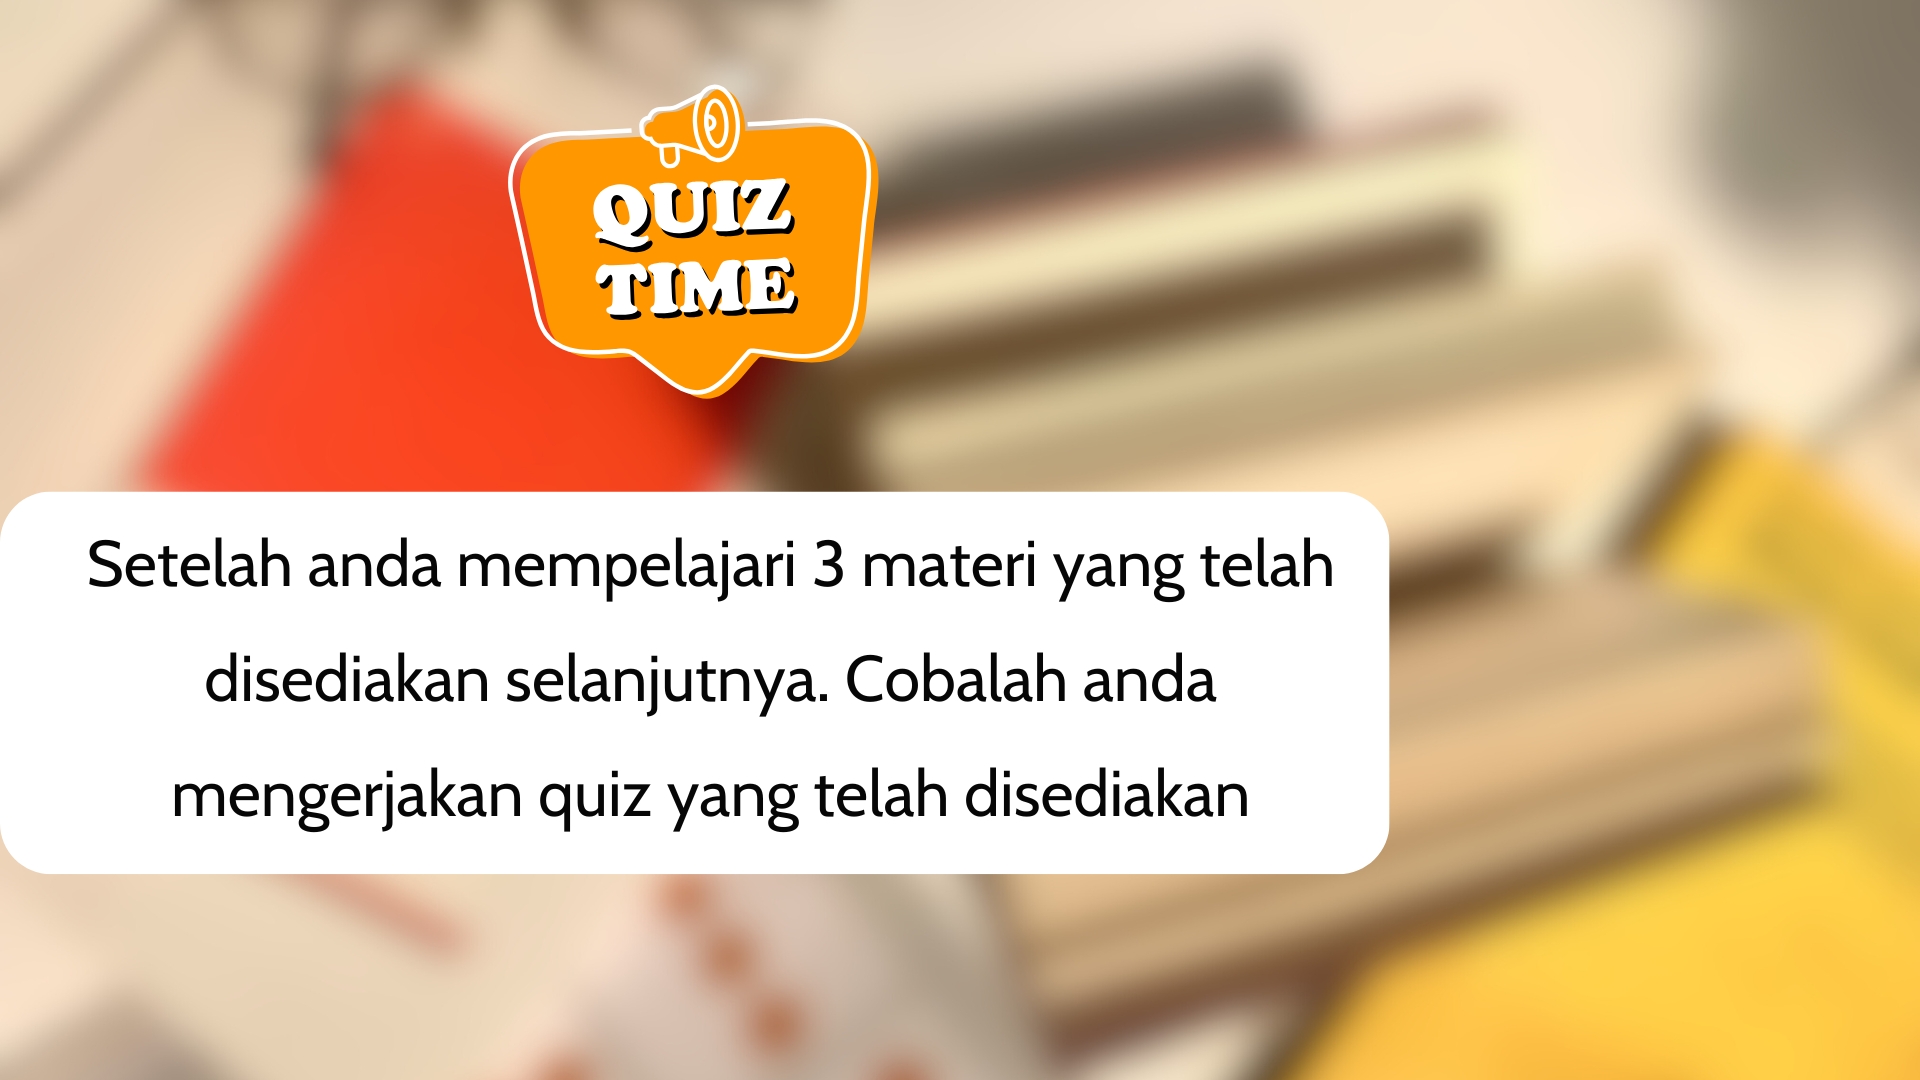 QUIZ
TIME
Setelah anda mempelajari 3 materi yang telah
disediakan selanjutnya. Cobalah anda
mengerjakan quiz yang telah disediakan